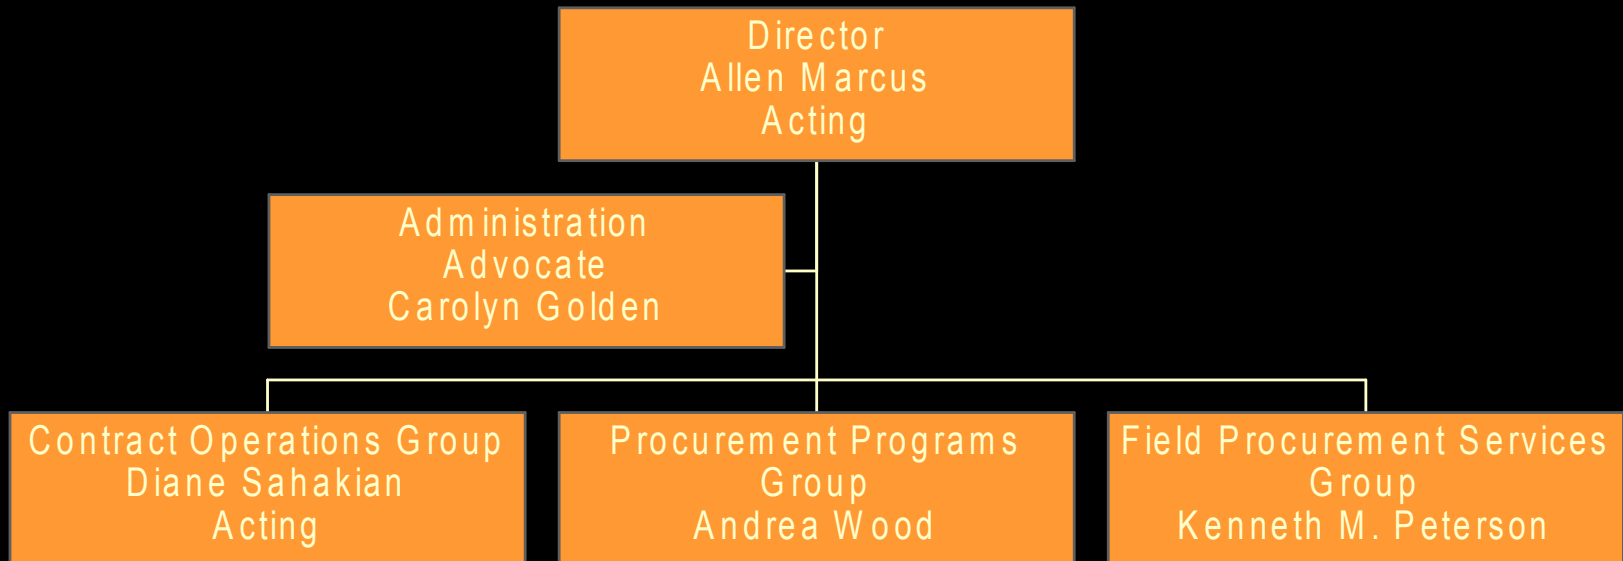 Director
Allen Marcus
Acting
Administration
Advocate
Carolyn Golden
Contract Operations Group
Diane Sahakian
Acting
Procurement Programs
Group
Andrea Wood
Field Procurement Services
Group
Kenneth M. Peterson